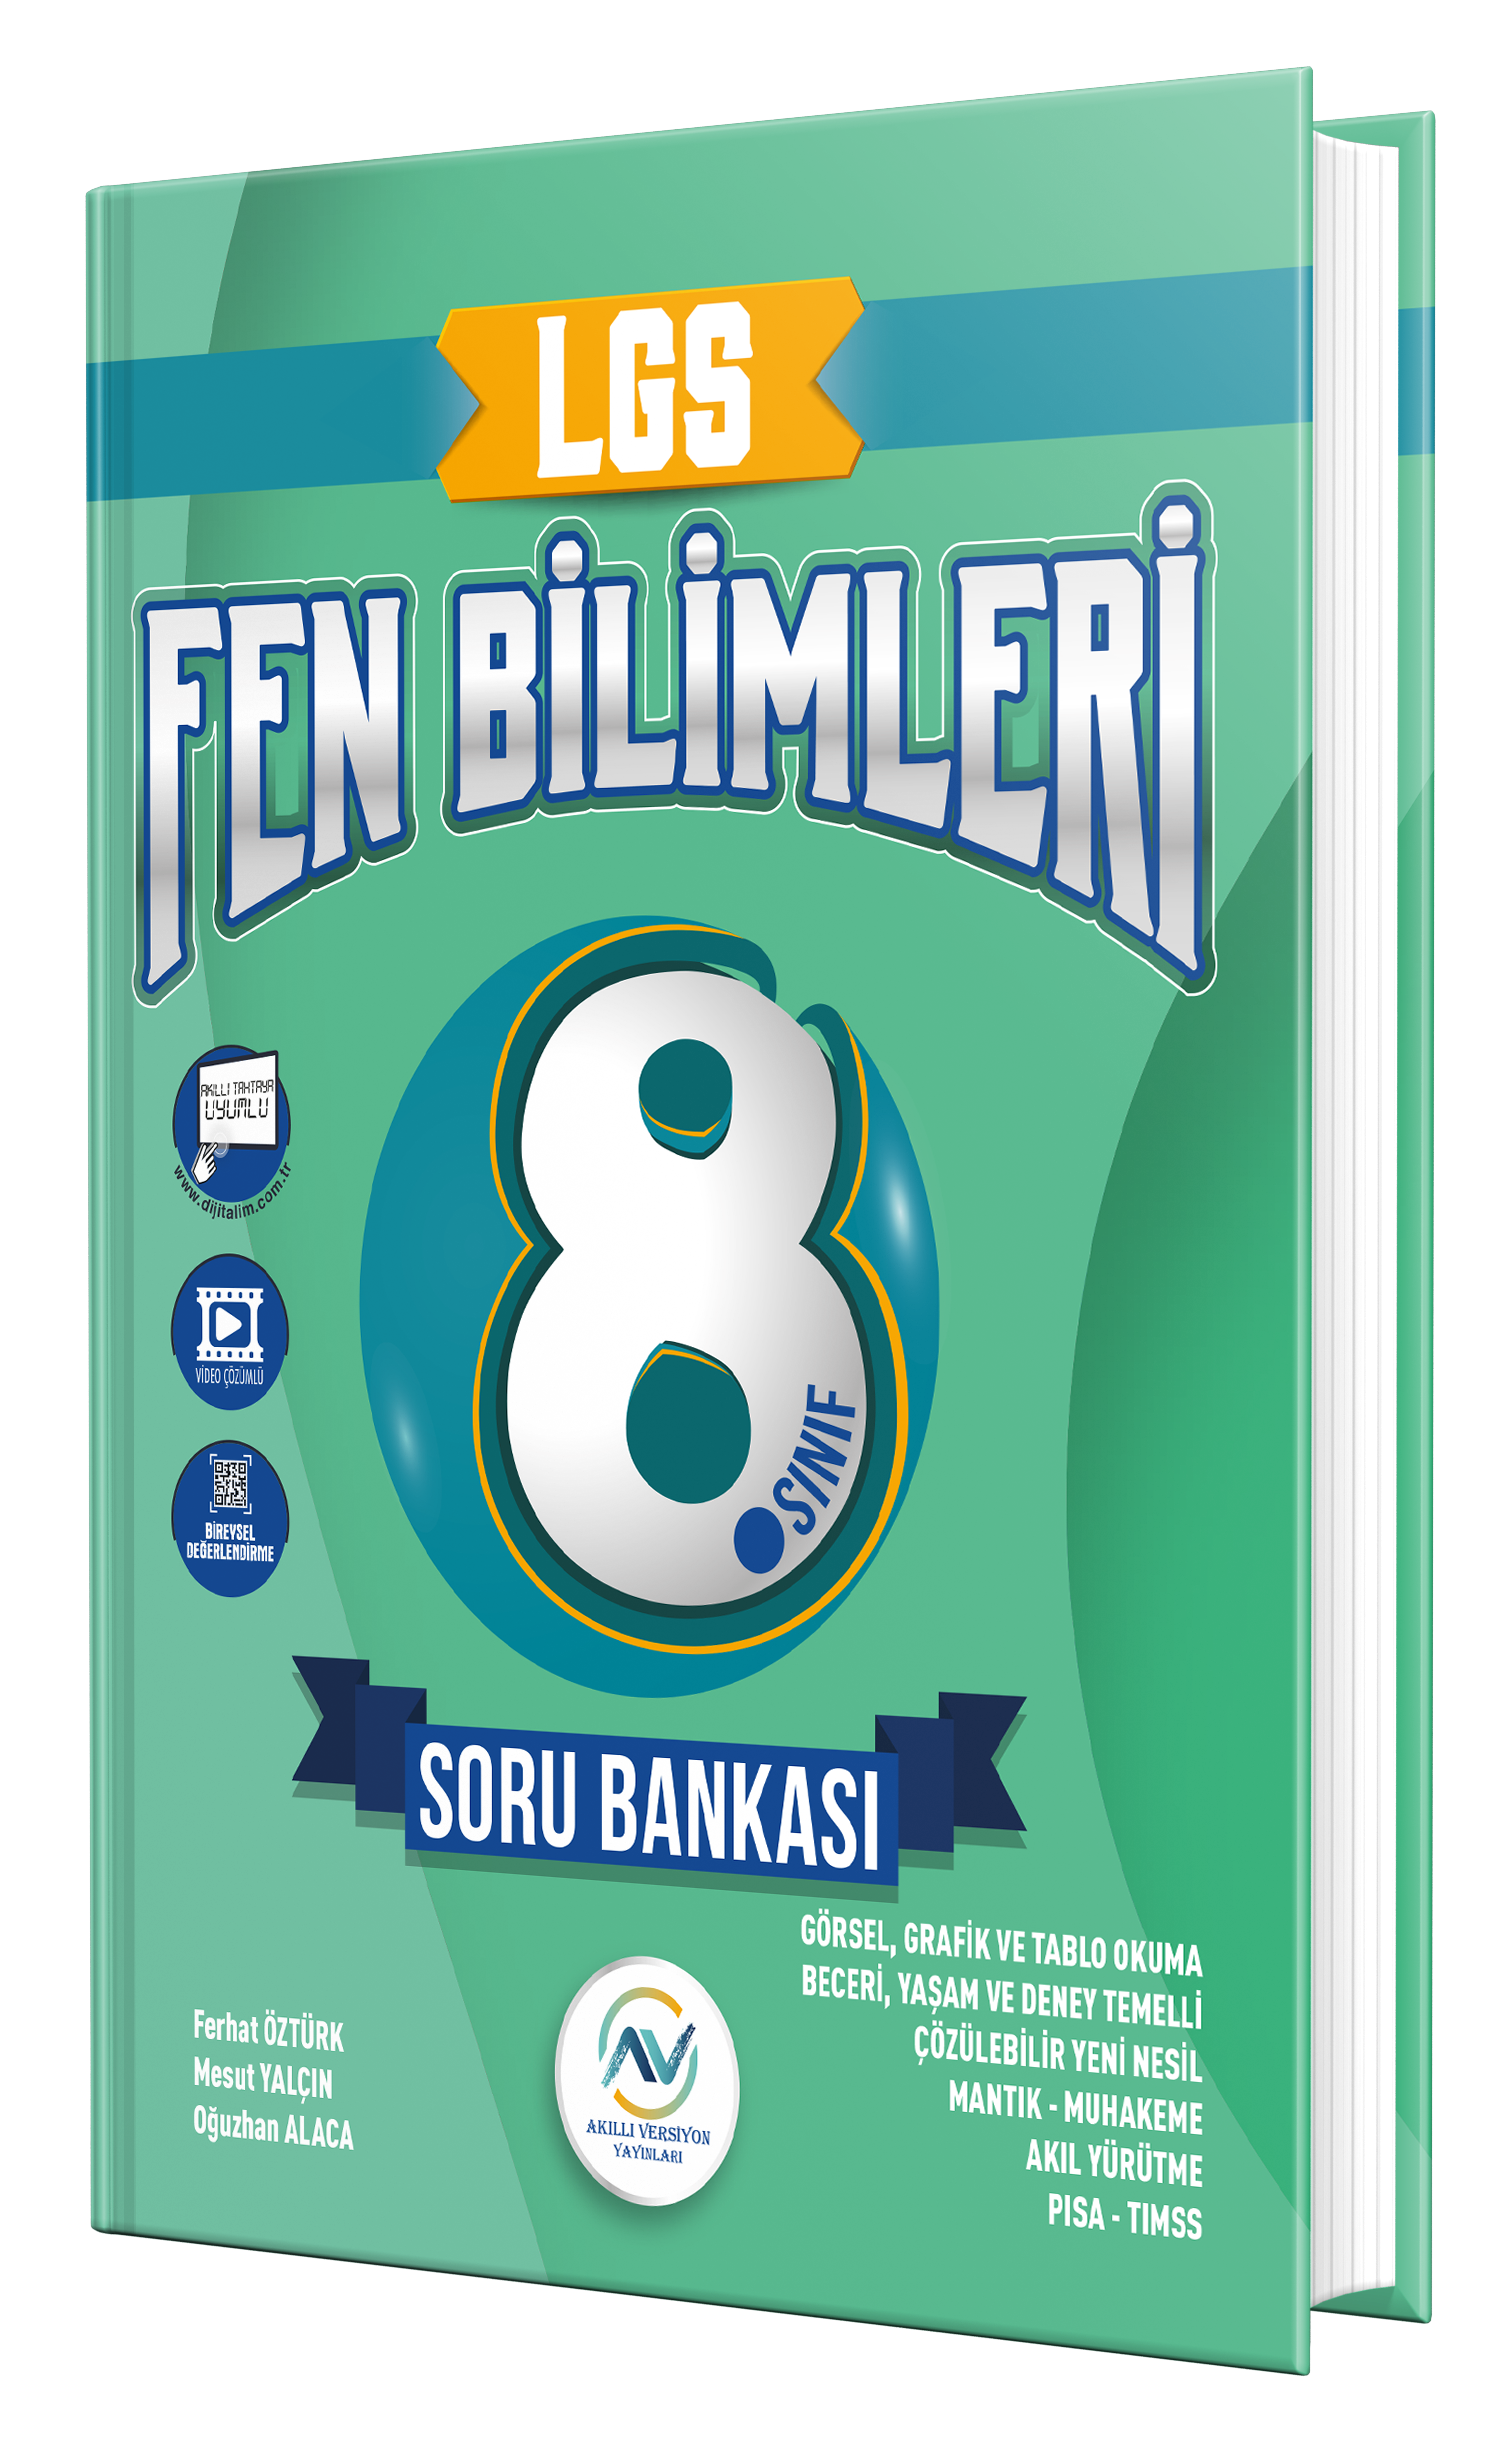 LGS
FEN BİLİMLERİ
AKILLI TAHTAYA
UYUMLU
www.dijitalim.com.tr
VİDEO ÇÖZÜMLÜ
BİREYSEL
DEĞERLENDİRME
8
SINIF
SORU BANKASI
Ferhat ÖZTÜRK
Mesut YALÇIN
Oğuzhan ALACA
AV
AKILLI VERSİYON
YAYINLARI
GÖRSEL, GRAFİK VE TABLO OKUMA
BECERİ, YAŞAM VE DENEY TEMELLİ
ÇÖZÜLEBİLİR YENİ NESİL
MANTIK - MUHAKEME
AKIL YÜRÜTME
PISA - TIMSS